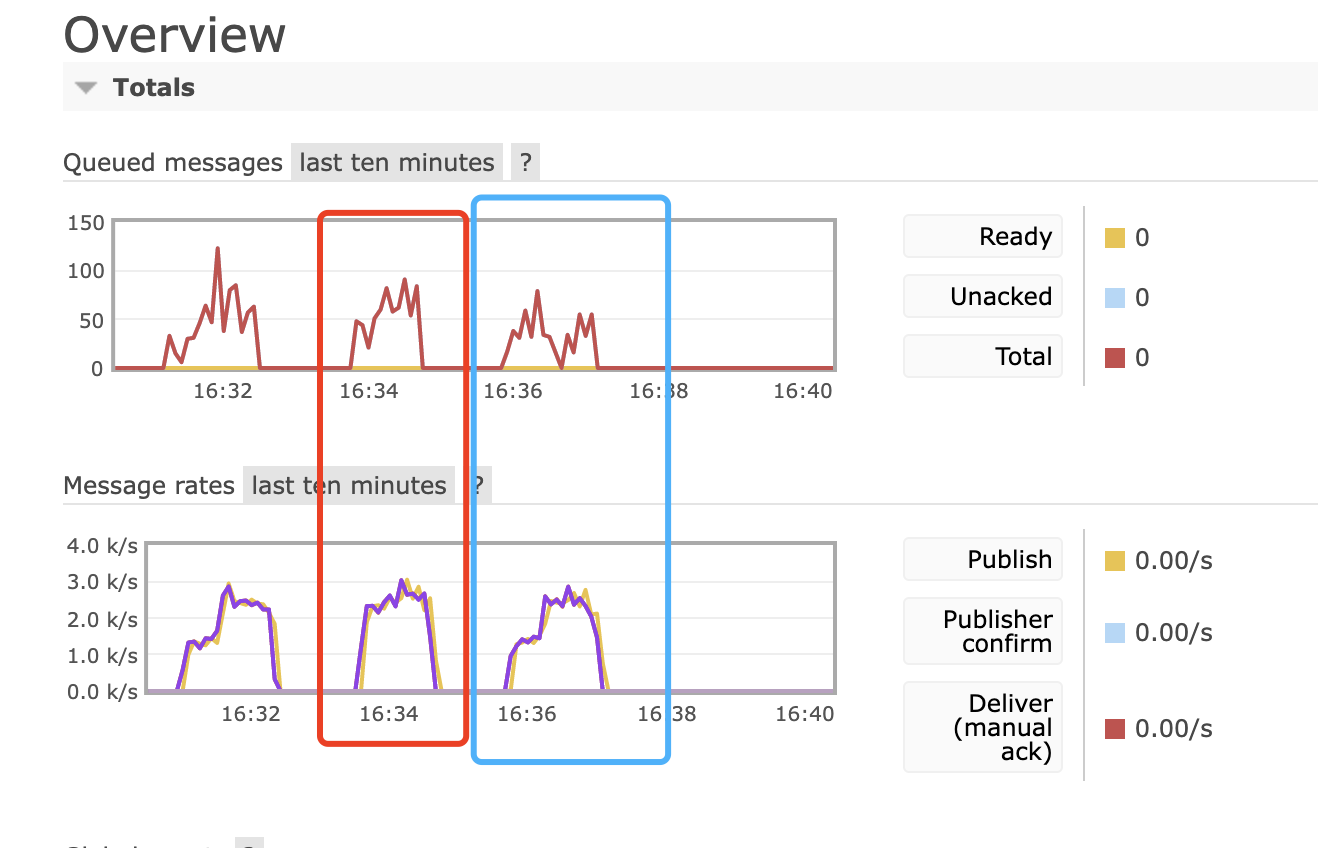 Overview
Totals
Queued messages last ten minutes ?
150
100
50
0
16:32 16:34 16:36 16:38 16:40
Ready 0
Unacked 0
Total 0
Message rates last ten minutes ?
4.0 k/s
3.0 k/s
2.0 k/s
1.0 k/s
0.0 k/s
16:32 16:34 16:36 16:38 16:40
Publish 0.00/s
Publisher
confirm 0.00/s
Deliver
(manual
ack) 0.00/s